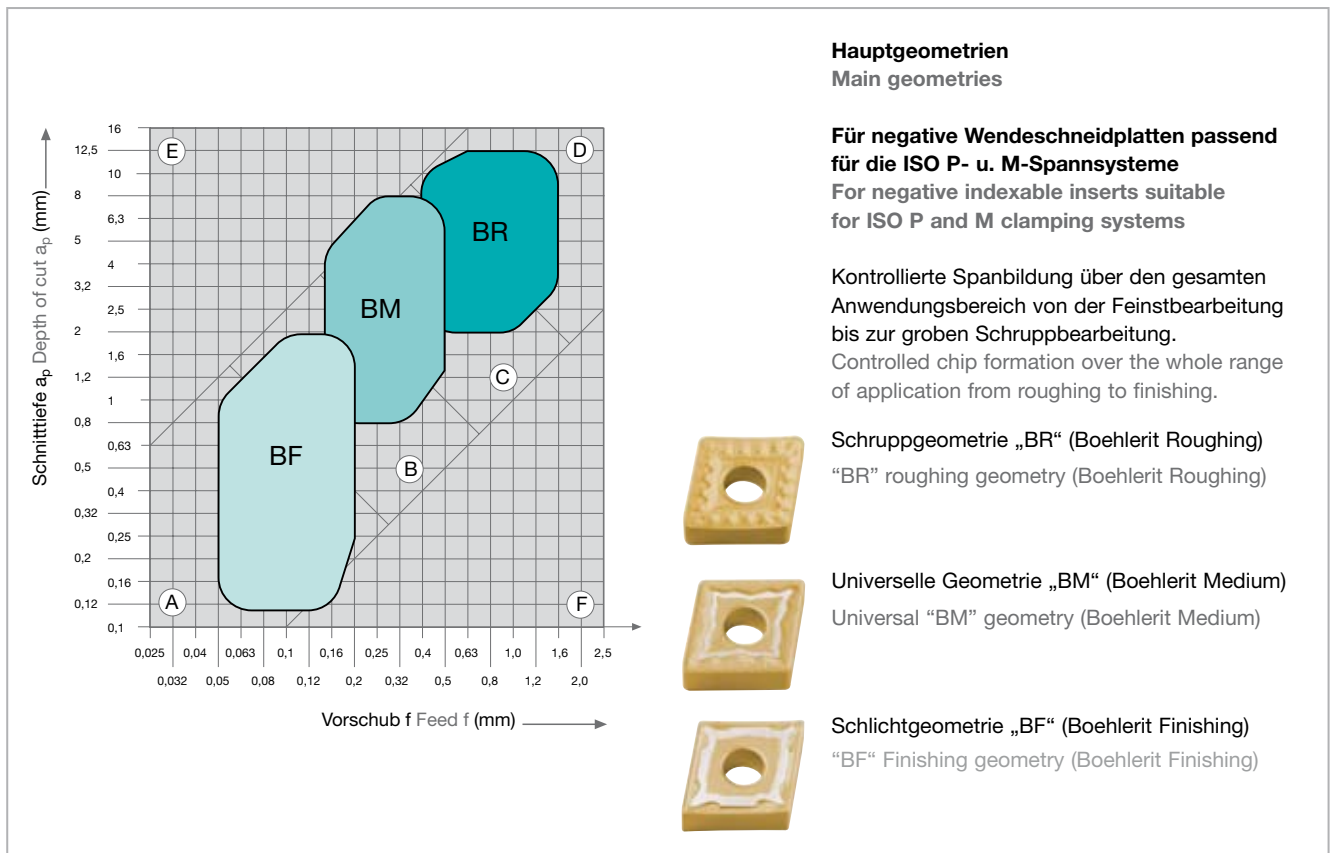 Hauptgeometrien
Main geometries
Für negative Wendeschneidplatten passend
für die ISO P- u. M-Spannsysteme
For negative indexable inserts suitable
for ISO P and M clamping systems
Kontrollierte Spanbildung über den gesamten
Anwendungsbereich von der Feinstbearbeitung
bis zur groben Schruppbearbeitung.
Controlled chip formation over the whole range
of application from roughing to finishing.
Schruppgeometrie „BR“ (Boehlerit Roughing)
“BR” roughing geometry (Boehlerit Roughing)
Universelle Geometrie „BM“ (Boehlerit Medium)
Universal “BM” geometry (Boehlerit Medium)
Schlichtgeometrie „BF“ (Boehlerit Finishing)
“BF“ Finishing geometry (Boehlerit Finishing)
Schnitttiefe ap Depth of cut ap (mm)
16
12,5
10
8
6,3
5
4
3,2
2,5
2
1,6
1,2
1
0,8
0,63
0,5
0,4
0,32
0,25
0,2
0,16
0,12
0,1
E
D
BR
BM
C
BF
B
A
F
0,025 0,04 0,063 0,1 0,16 0,25 0,4 0,63 1,0 1,6 2,5
0,032 0,05 0,08 0,12 0,2 0,32 0,5 0,8 1,2 2,0
Vorschub f Feed f (mm)